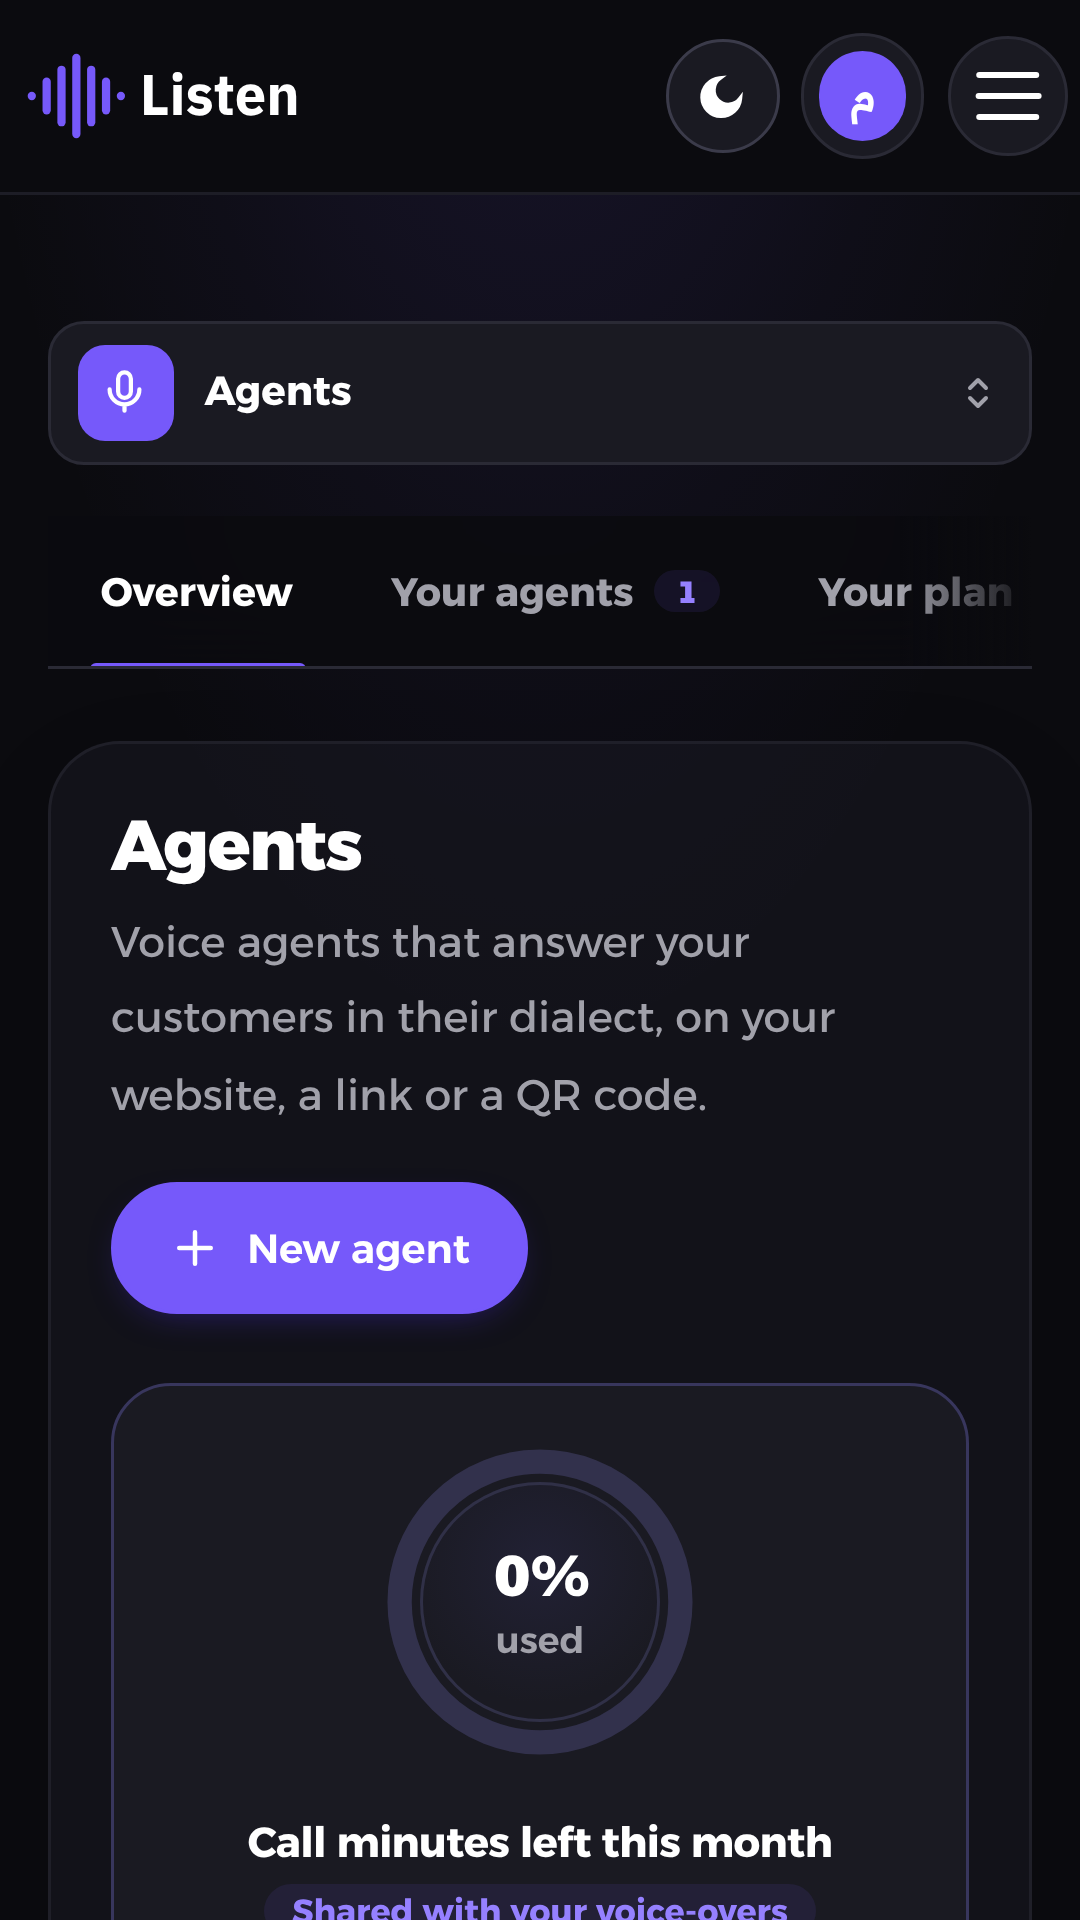 Listen
م
Agents
Overview
Your agents 1
Your plan
Agents
Voice agents that answer your
customers in their dialect, on your
website, a link or a QR code.
New agent
0%
used
Call minutes left this month
Shared with your voice-overs